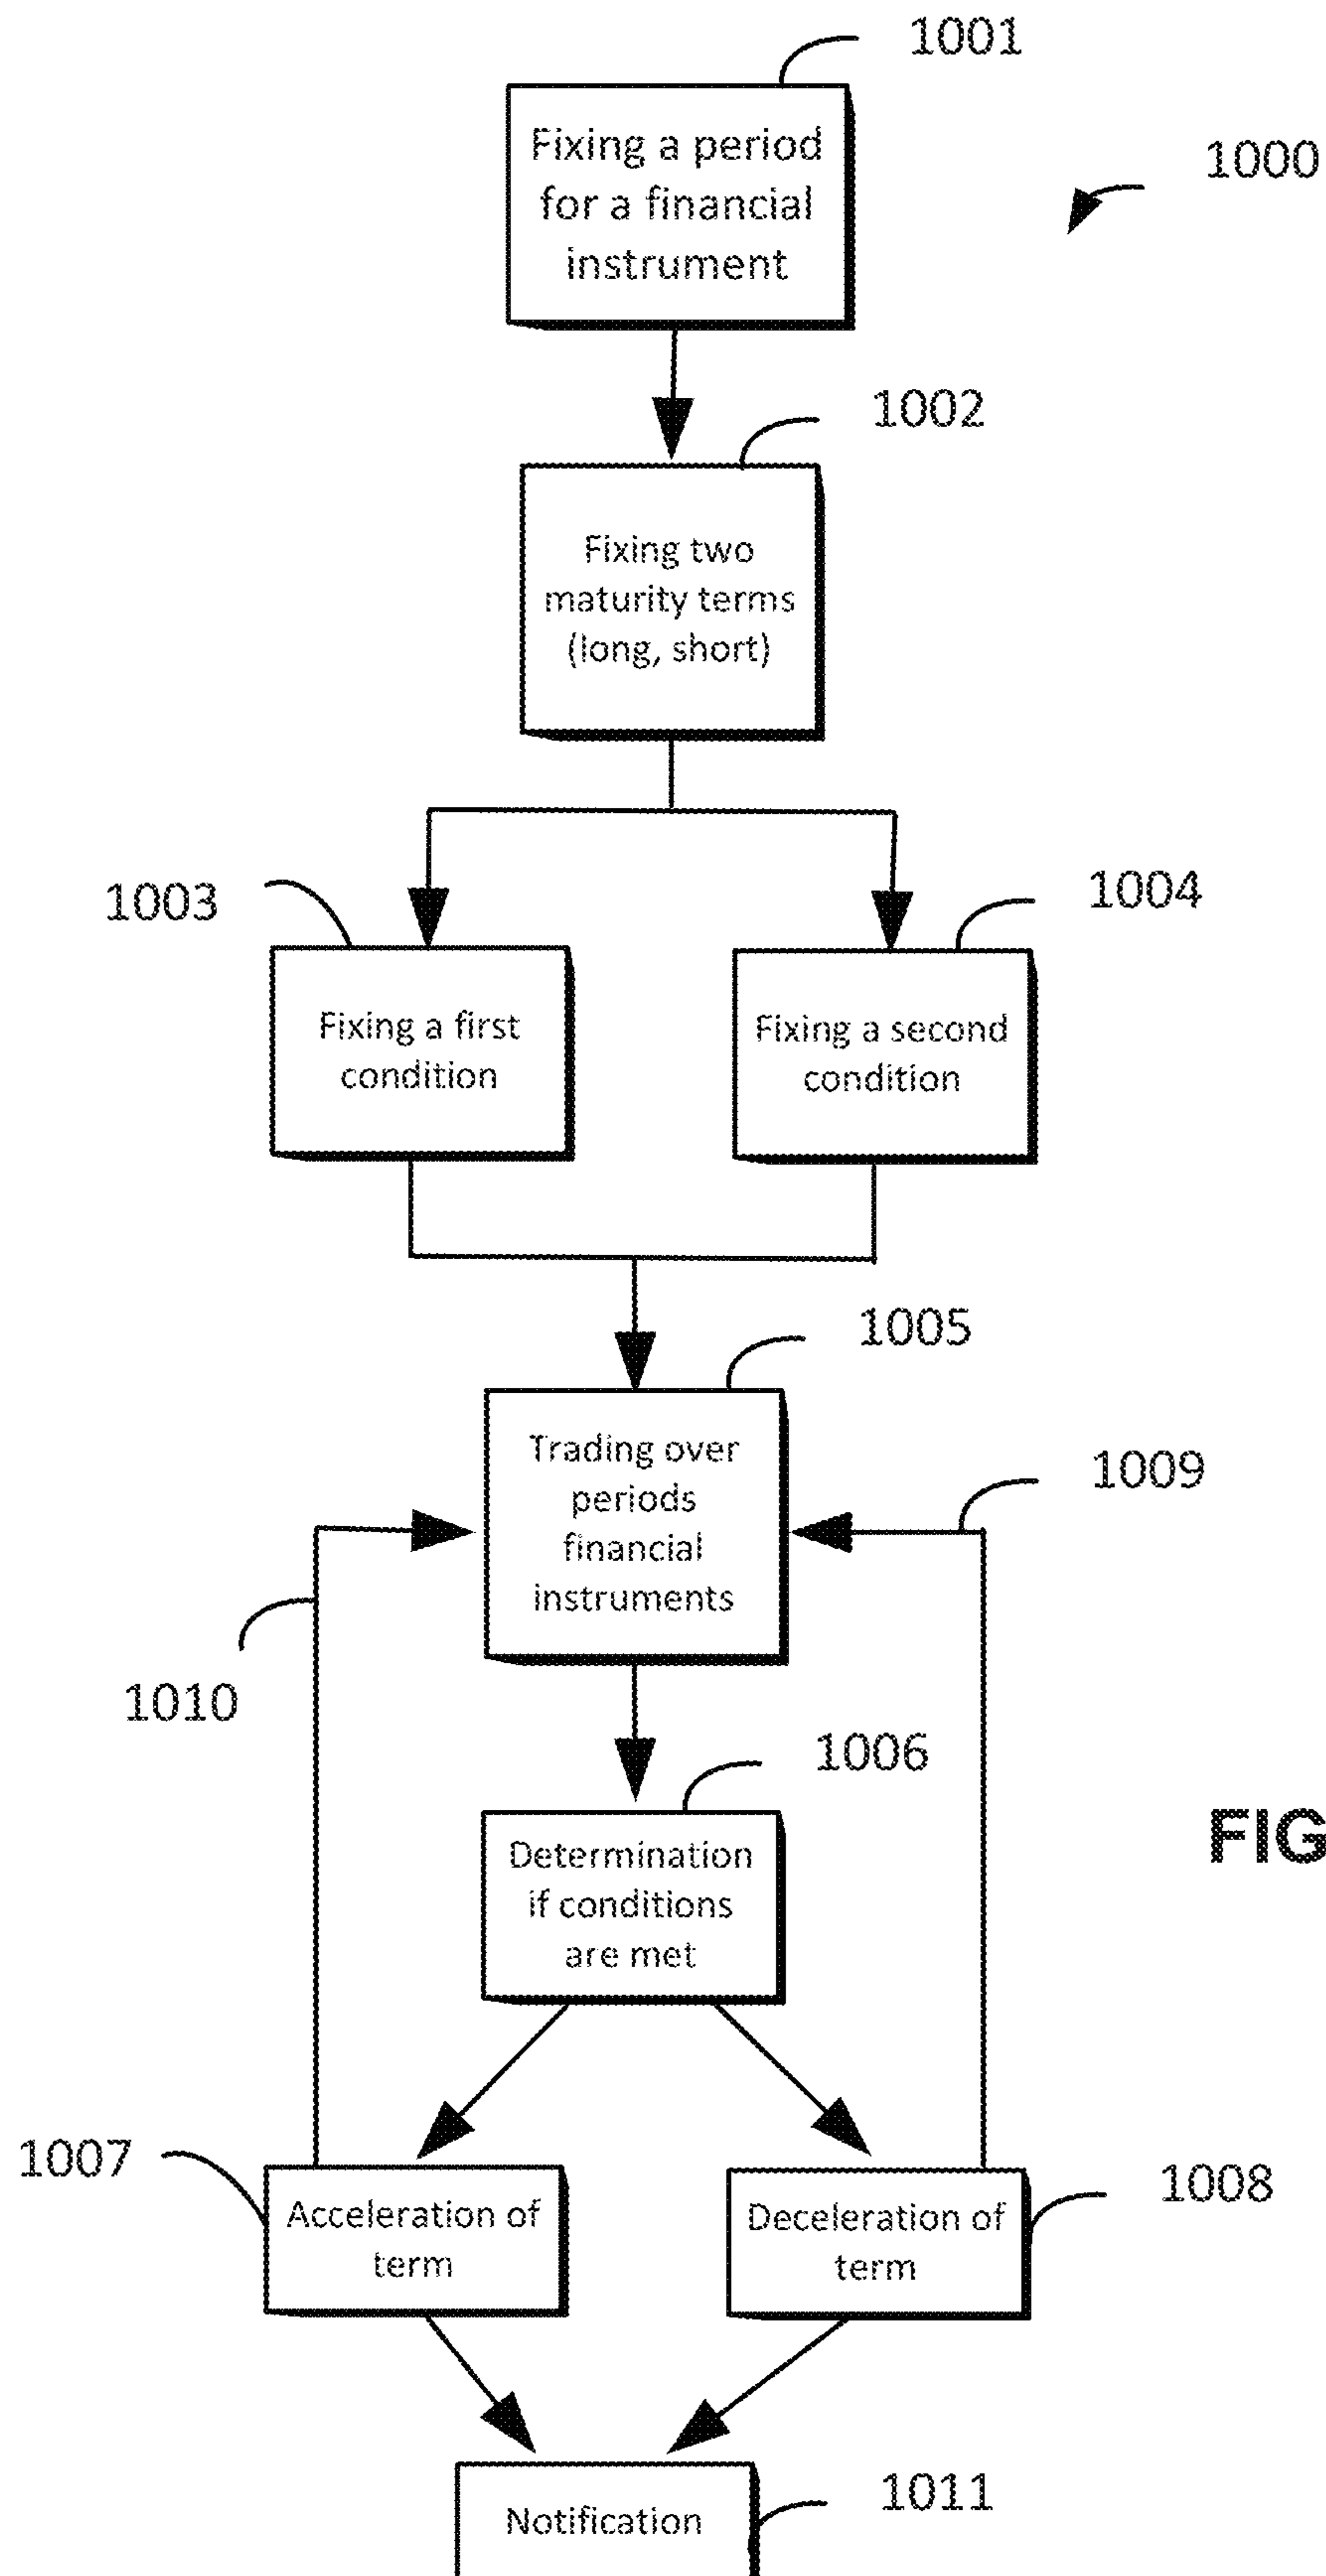 1001
Fixing a period
for a financial
instrument
1000
1002
Fixing two
maturity terms
(long, short)
1003
1004
Fixing a first
condition
Fixing a second
condition
1005
Trading over
periods
financial
instruments
1009
1010
1006
Determination
if conditions
are met
FIG
1007
1008
Acceleration of
term
Deceleration of
term
1011
Notification